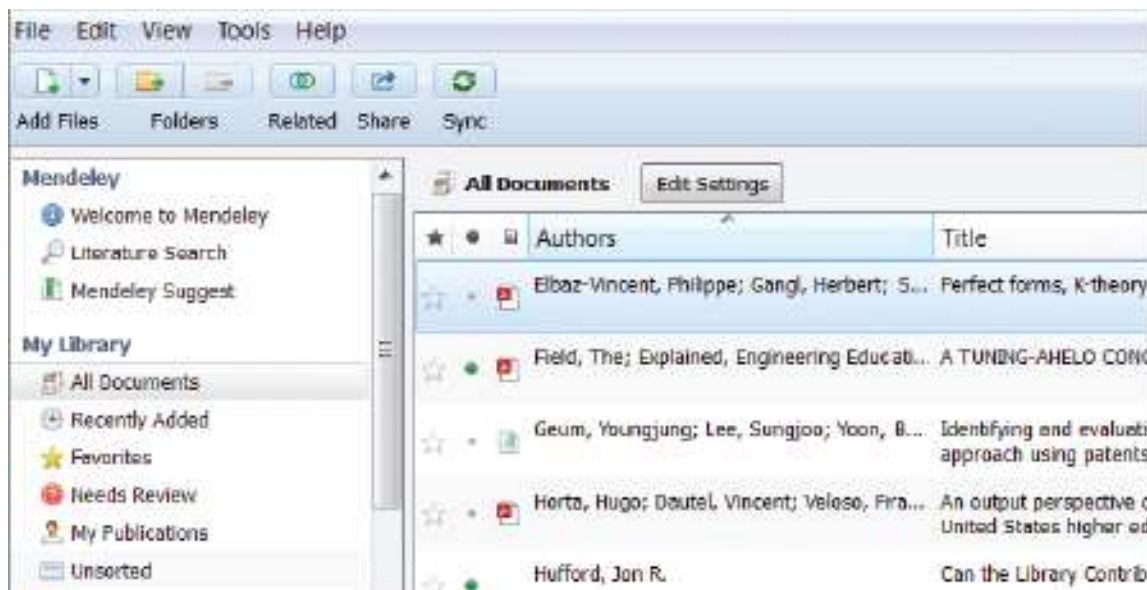 File Edit View Tools Help
Add Files Folders Related Share Sync
Mendeley
Welcome to Mendeley
Literature Search
Mendeley Suggest
My Library
All Documents
Recently Added
Favorites
Needs Review
My Publications
Unsorted
All Documents Edit Settings
Authors Title
Elbaz-Vincent, Philippe; Gangl, Herbert; S... Perfect forms, K-theory
Field, The; Explained, Engineering Educati... A TUNING-AHELO CONC
Geum, Youngjung; Lee, Sungjoo; Yoon, B... Identifying and evaluati
approach using patents
Horta, Hugo; Dautel, Vincent; Veloso, Fra... An output perspective
United States higher ed
Hufford, Jon R. Can the Library Contrib